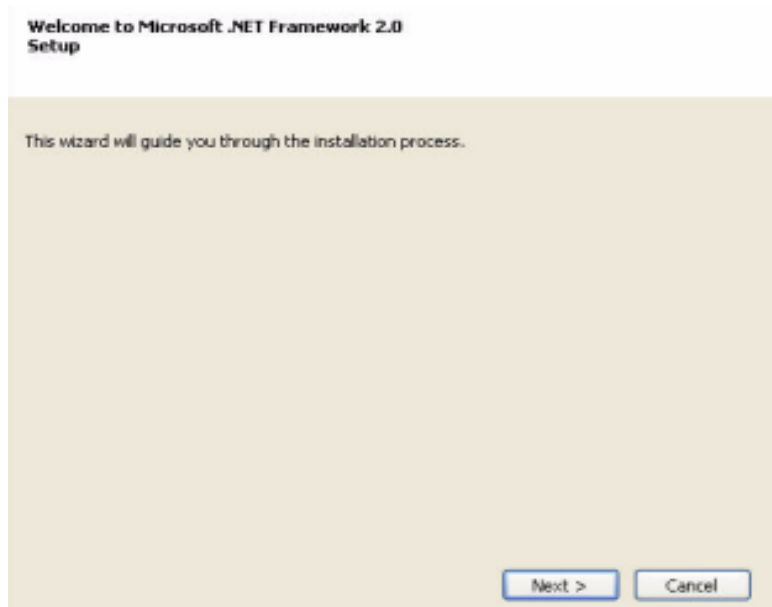 Welcome to Microsoft .NET Framework 2.0
Setup
This wizard will guide you through the installation process.
Next >
Cancel